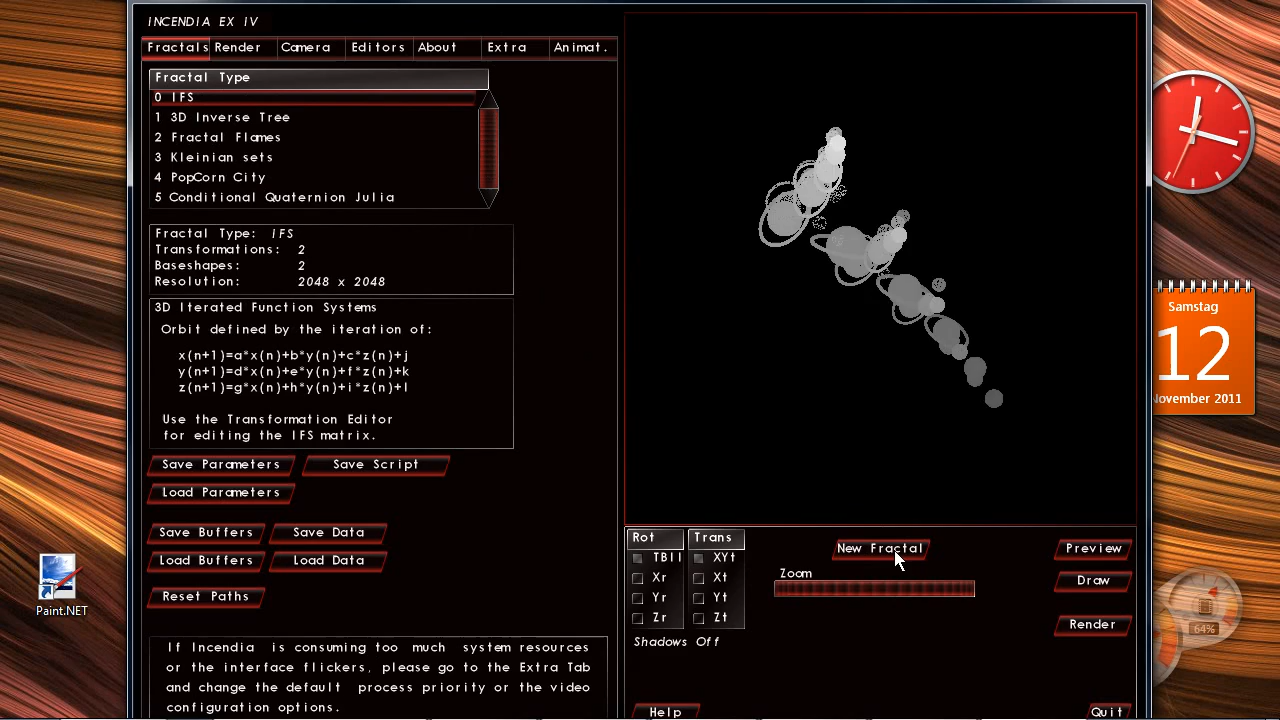 INCENDIA EX IV
Fractals Render Camera Editors About Extra Animat.
Fractal Type
0 IFS
1 3D Inverse Tree
2 Fractal Flames
3 Kleinian sets
4 PopCorn City
5 Conditional Quaternion Julia
Fractal Type: IFS
Transformations: 2
Baseshapes: 2
Resolution: 2048 x 2048
3D Iterated Function Systems
Orbit defined by the iteration of:
x(n+1)=a*x(n)+b*y(n)+c*z(n)+j
y(n+1)=d*x(n)+e*y(n)+f*z(n)+k
z(n+1)=g*x(n)+h*y(n)+i*z(n)+l
Use the Transformation Editor
for editing the IFS matrix.
Save Parameters Save Script
Load Parameters
Save Buffers Save Data
Load Buffers Load Data
Reset Paths
If Incendia is consuming too much system resources
or the interface flickers, please go to the Extra Tab
and change the default process priority or the video
configuration options.
Rot Trans
TBll XYt
Xr Xt
Yr Yt
Zr Zt
Shadows Off
New Fractal
Zoom
Preview
Draw
Render
Help
Quit
Paint.NET
Samstag
12
November 2011
64%